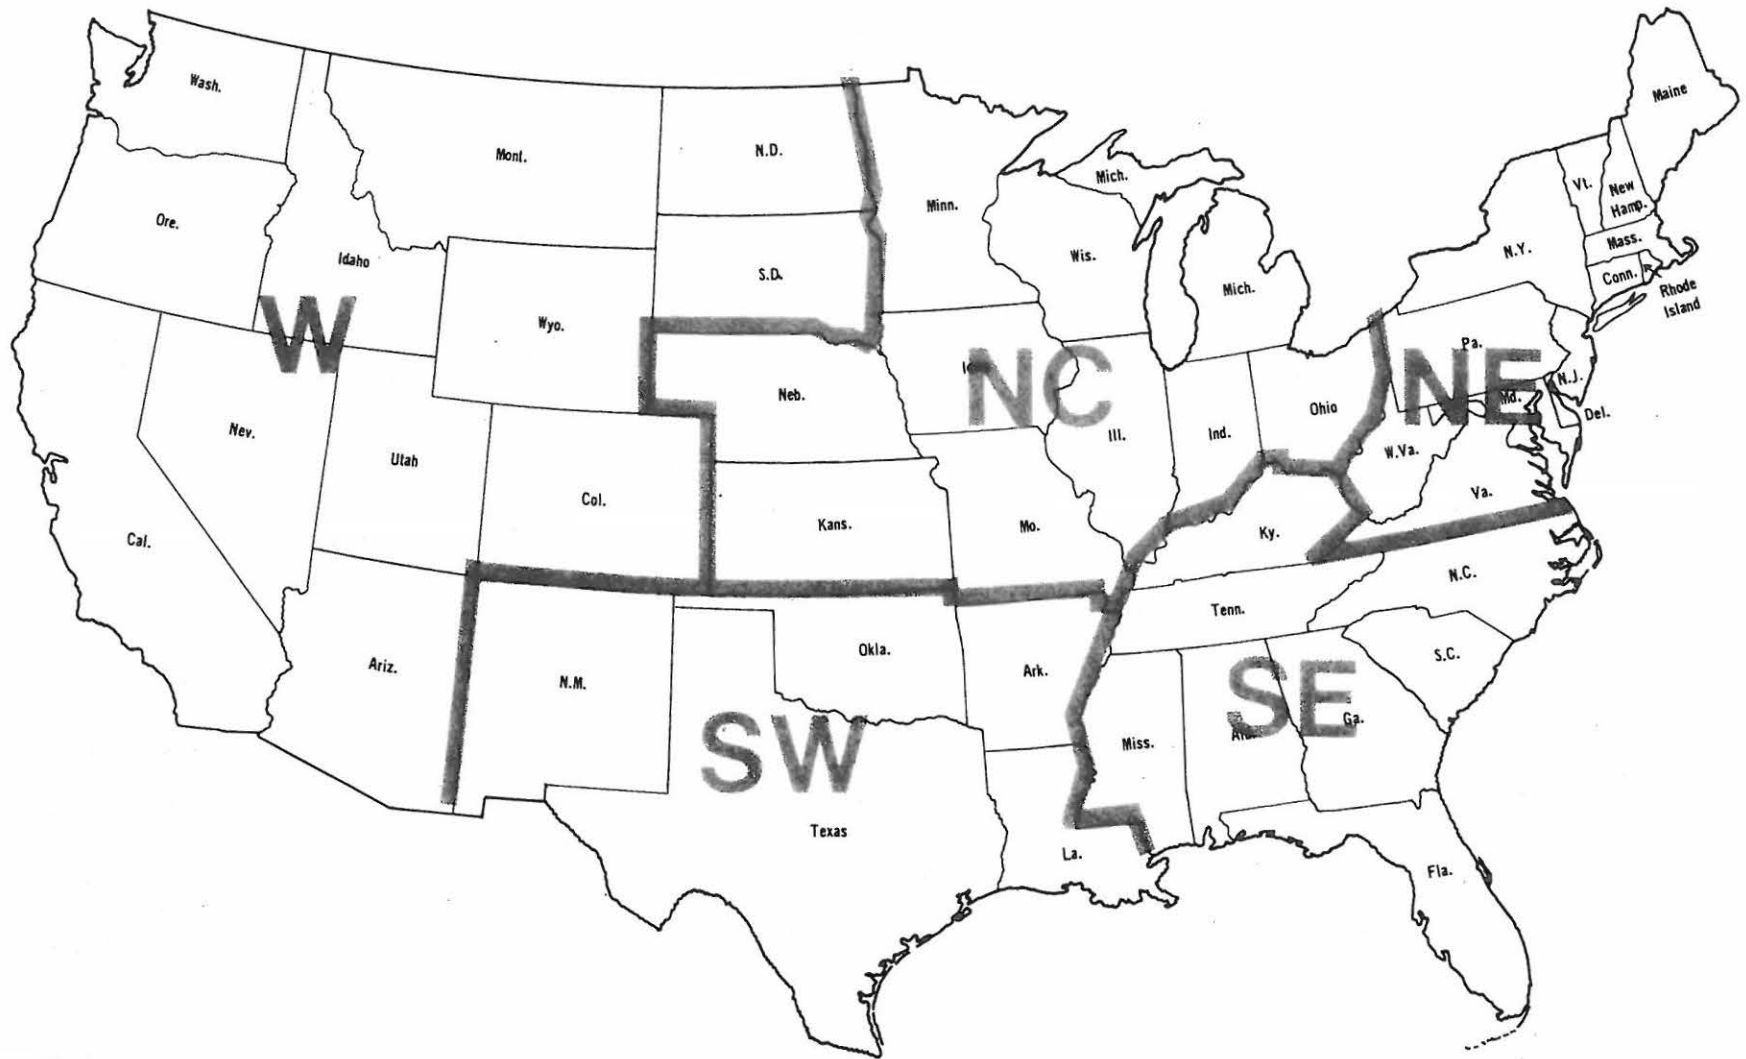 Wash.
Mont.
N.D.
Minn.
Mich.
Maine
Ore.
Idaho
Wyo.
S.D.
Wis.
Mich.
N.Y.
Vt.
New
Hamp.
Mass.
Conn.
Rhode
Island
W
NC
NE
Pa.
N.J.
Md.
Del.
Nev.
Utah
Col.
Neb.
Kans.
Mo.
Ill.
Ind.
Ohio
W.Va.
Va.
Cal.
Ky.
N.C.
Tenn.
Ariz.
N.M.
Okla.
Ark.
S.C.
SW
SE
Miss.
Ga.
Texas
La.
Fla.